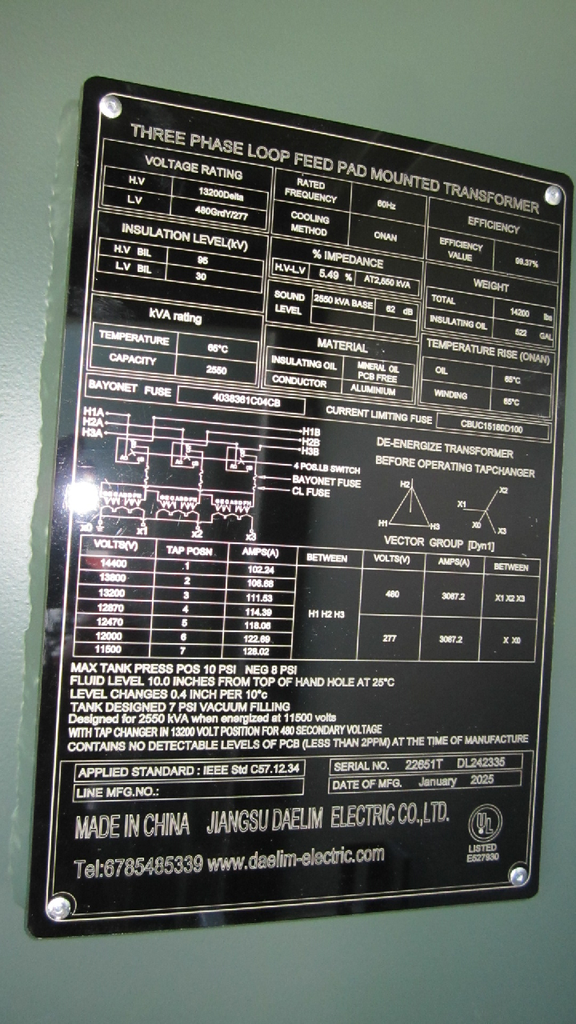 THREE PHASE LOOP FEED PAD MOUNTED TRANSFORMER
VOLTAGE RATING
H.V 13200Delta
L.V 480GrdY/277
RATED FREQUENCY 60Hz
COOLING METHOD ONAN
EFFICIENCY
EFFICIENCY VALUE 99.37%
INSULATION LEVEL(kV)
H.V BIL 95
L.V BIL 30
% IMPEDANCE
H.V-L.V 5.49 % AT2,550 kVA
SOUND LEVEL 2550 kVA BASE 62 dB
WEIGHT
TOTAL 14200 lbs
INSULATING OIL 522 GAL
kVA rating
TEMPERATURE 65°C
CAPACITY 2550
MATERIAL
INSULATING OIL MINERAL OIL PCB FREE
CONDUCTOR ALUMINIUM
TEMPERATURE RISE (ONAN)
OIL 65°C
WINDING 65°C
BAYONET FUSE 4038361C04CB
CURRENT LIMITING FUSE CBUC15180D100
H1A
H2A
H3A
H1B
H2B
H3B
4 POS.LB SWITCH
BAYONET FUSE
CL FUSE
X0 X1 X2 X3
DE-ENERGIZE TRANSFORMER
BEFORE OPERATING TAPCHANGER
H2
H1 H3
X2
X1
X0
X3
VECTOR GROUP [Dyn1]
VOLTS(V) TAP POSN AMPS(A) BETWEEN VOLTS(V) AMPS(A) BETWEEN
14400 1 102.24
13800 2 106.68
13200 3 111.53
12870 4 114.39
12470 5 118.06
12000 6 122.69
11500 7 128.02
H1 H2 H3
480 3067.2 X1 X2 X3
277 3067.2 X X0
MAX TANK PRESS POS 10 PSI NEG 8 PSI
FLUID LEVEL 10.0 INCHES FROM TOP OF HAND HOLE AT 25°C
LEVEL CHANGES 0.4 INCH PER 10°c
TANK DESIGNED 7 PSI VACUUM FILLING
Designed for 2550 kVA when energized at 11500 volts
WITH TAP CHANGER IN 13200 VOLT POSITION FOR 480 SECONDARY VOLTAGE
CONTAINS NO DETECTABLE LEVELS OF PCB (LESS THAN 2PPM) AT THE TIME OF MANUFACTURE
APPLIED STANDARD : IEEE Std C57.12.34
LINE MFG.NO.:
SERIAL NO. 22651T DL242335
DATE OF MFG. January 2025
MADE IN CHINA JIANGSU DAELIM ELECTRIC CO.,LTD.
Tel:6785485339 www.daelim-electric.com
UL
LISTED
E527930